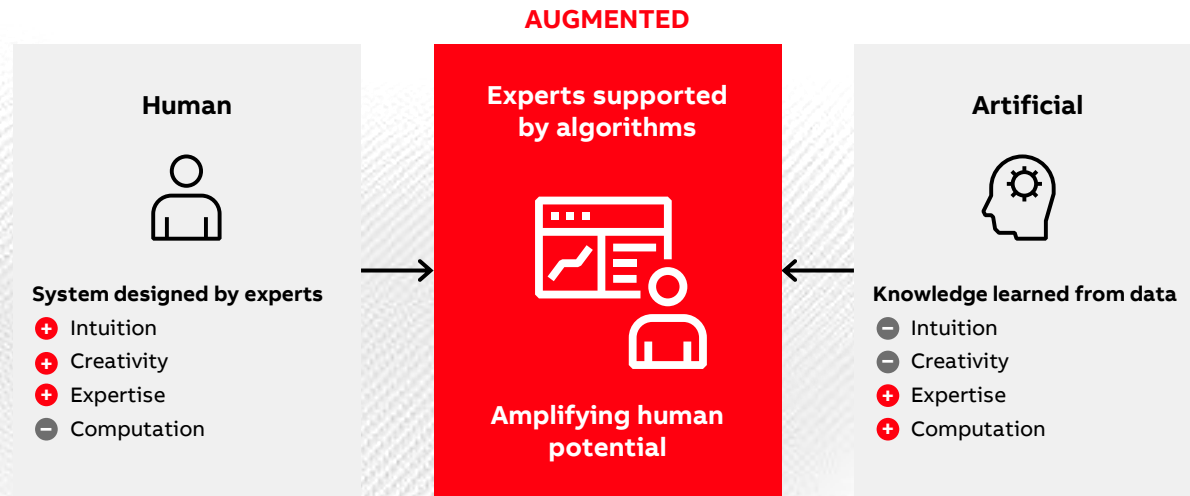 AUGMENTED
Human
System designed by experts
Intuition
Creativity
Expertise
Computation
Experts supported
by algorithms
Amplifying human
potential
Artificial
Knowledge learned from data
Intuition
Creativity
Expertise
Computation